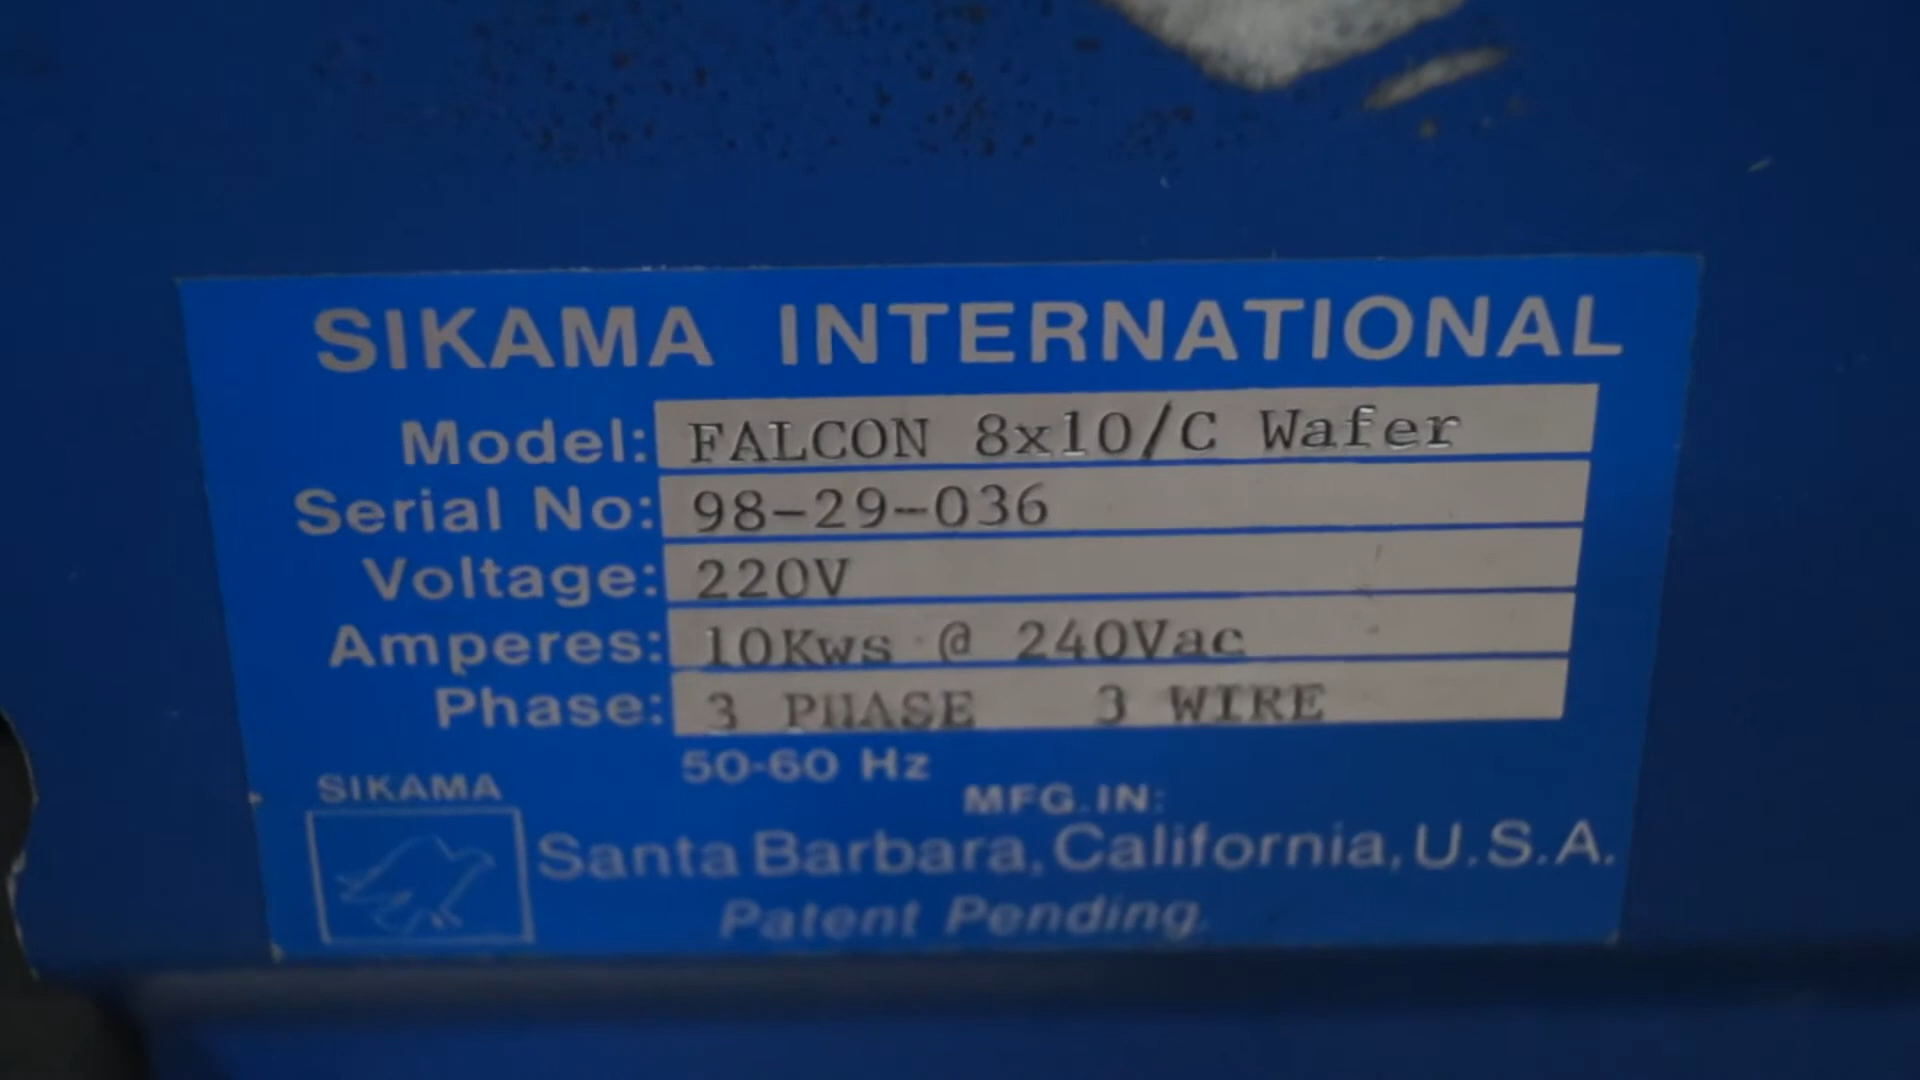 SIKAMA INTERNATIONAL
Model: FALCON 8x10/C Wafer
Serial No: 98-29-036
Voltage: 220V
Amperes: 10Kws @ 240Vac
Phase: 3 PHASE 3 WIRE
50-60 Hz
SIKAMA
MFG. IN:
Santa Barbara, California, U.S.A.
Patent Pending